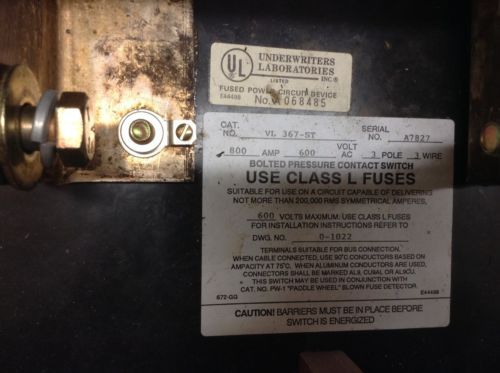 UL
UNDERWRITERS
LABORATORIES
LISTED INC.®
FUSED POWER CIRCUIT DEVICE
E44498 No. A 068485
CAT. NO. VL 367-ST SERIAL NO. A7827
800 AMP 600 VOLT AC 3 POLE 3 WIRE
BOLTED PRESSURE CONTACT SWITCH
USE CLASS L FUSES
SUITABLE FOR USE ON A CIRCUIT CAPABLE OF DELIVERING
NOT MORE THAN 200,000 RMS SYMMETRICAL AMPERES,
600 VOLTS MAXIMUM: USE CLASS L FUSES
FOR INSTALLATION INSTRUCTIONS REFER TO
DWG. NO. 0-1022
TERMINALS SUITABLE FOR BUS CONNECTION.
WHEN CABLE CONNECTED, USE 90°C CONDUCTORS BASED ON
AMPACITY AT 75°C. WHEN ALUMINUM CONDUCTORS ARE USED,
CONNECTORS SHALL BE MARKED AL9, CU/AL OR AL9CU.
THIS SWITCH MAY BE USED IN CONJUNCTION WITH
CAT. NO. PW-1 "PADDLE WHEEL" BLOWN FUSE DETECTOR.
672-GG E44498
CAUTION! BARRIERS MUST BE IN PLACE BEFORE
SWITCH IS ENERGIZED